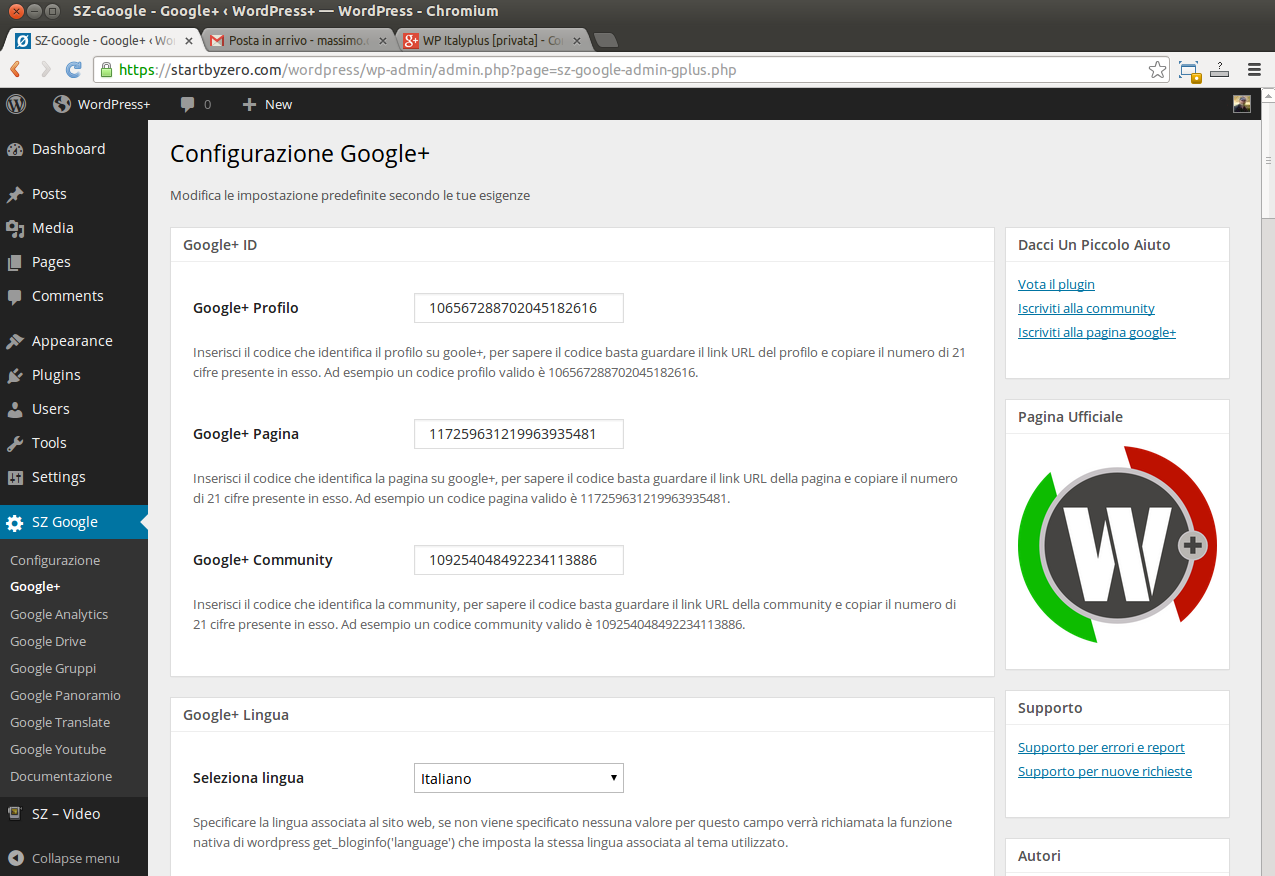 SZ-Google - Google+ ‹ WordPress+ — WordPress - Chromium
SZ-Google - Google+ ‹ Wo
Posta in arrivo - massimo.
WP Italyplus [privata] - Co
https://startbyzero.com/wordpress/wp-admin/admin.php?page=sz-google-admin-gplus.php
WordPress+
0
New
Dashboard
Posts
Media
Pages
Comments
Appearance
Plugins
Users
Tools
Settings
SZ Google
Configurazione
Google+
Google Analytics
Google Drive
Google Gruppi
Google Panoramio
Google Translate
Google Youtube
Documentazione
SZ – Video
Collapse menu
Configurazione Google+
Modifica le impostazione predefinite secondo le tue esigenze
Google+ ID
Google+ Profilo
106567288702045182616
Inserisci il codice che identifica il profilo su goole+, per sapere il codice basta guardare il link URL del profilo e copiare il numero di 21
cifre presente in esso. Ad esempio un codice profilo valido è 106567288702045182616.
Google+ Pagina
117259631219963935481
Inserisci il codice che identifica la pagina su google+, per sapere il codice basta guardare il link URL della pagina e copiare il numero
di 21 cifre presente in esso. Ad esempio un codice pagina valido è 117259631219963935481.
Google+ Community
109254048492234113886
Inserisci il codice che identifica la community, per sapere il codice basta guardare il link URL della community e copiar il numero di
21 cifre presente in esso. Ad esempio un codice community valido è 109254048492234113886.
Google+ Lingua
Seleziona lingua
Italiano
Specificare la lingua associata al sito web, se non viene specificato nessuna valore per questo campo verrà richiamata la funzione
nativa di wordpress get_bloginfo('language') che imposta la stessa lingua associata al tema utilizzato.
Dacci Un Piccolo Aiuto
Vota il plugin
Iscriviti alla community
Iscriviti alla pagina google+
Pagina Ufficiale
W
Supporto
Supporto per errori e report
Supporto per nuove richieste
Autori